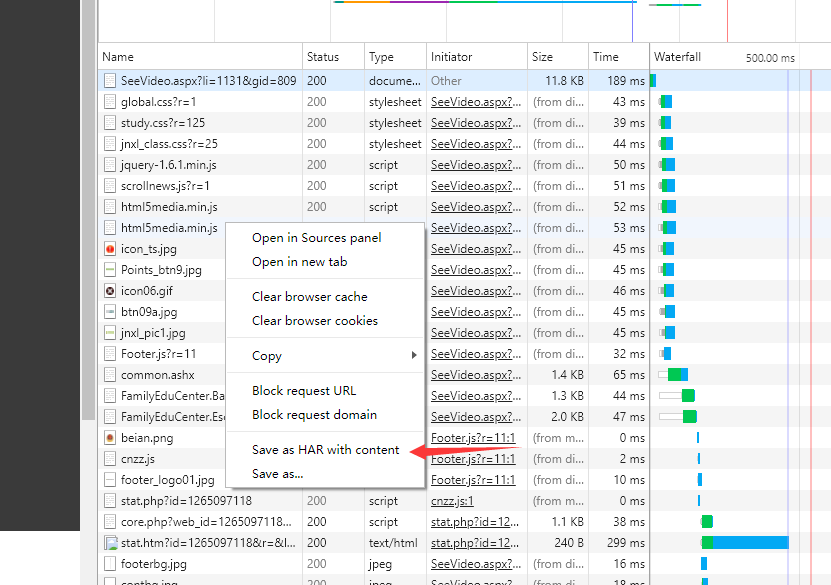 Name Status Type Initiator Size Time Waterfall 500.00 ms
SeeVideo.aspx?li=1131&gid=809 200 docume... Other 11.8 KB 189 ms
global.css?r=1 200 stylesheet SeeVideo.aspx?... (from di... 43 ms
study.css?r=125 200 stylesheet SeeVideo.aspx?... (from di... 39 ms
jnxl_class.css?r=25 200 stylesheet SeeVideo.aspx?... (from di... 44 ms
jquery-1.6.1.min.js 200 script SeeVideo.aspx?... (from di... 50 ms
scrollnews.js?r=1 200 script SeeVideo.aspx?... (from di... 51 ms
html5media.min.js 200 script SeeVideo.aspx?... (from di... 52 ms
html5media.min.js SeeVideo.aspx?... (from di... 53 ms
icon_ts.jpg SeeVideo.aspx?... (from di... 45 ms
Points_btn9.jpg SeeVideo.aspx?... (from di... 45 ms
icon06.gif SeeVideo.aspx?... (from di... 46 ms
btn09a.jpg SeeVideo.aspx?... (from di... 45 ms
jnxl_pic1.jpg SeeVideo.aspx?... (from di... 45 ms
Footer.js?r=11 SeeVideo.aspx?... (from di... 32 ms
common.ashx SeeVideo.aspx?... 1.4 KB 65 ms
FamilyEduCenter.Ba SeeVideo.aspx?... 1.3 KB 44 ms
FamilyEduCenter.Es SeeVideo.aspx?... 2.0 KB 47 ms
beian.png Footer.js?r=11:1 (from m... 0 ms
cnzz.js Footer.js?r=11:1 (from di... 2 ms
footer_logo01.jpg Footer.js?r=11:1 (from di... 10 ms
stat.php?id=1265097118 200 script cnzz.js:1 (from m... 0 ms
core.php?web_id=1265097118... 200 script stat.php?id=12... 1.1 KB 38 ms
stat.htm?id=1265097118&r=&l... 200 text/html stat.php?id=12... 240 B 299 ms
footerbg.jpg 200 jpeg SeeVideo.aspx?... (from di... 16 ms
contbg.jpg 200 jpeg SeeVideo.aspx?... (from di... 18 ms
Open in Sources panel
Open in new tab
Clear browser cache
Clear browser cookies
Copy
Block request URL
Block request domain
Save as HAR with content
Save as...